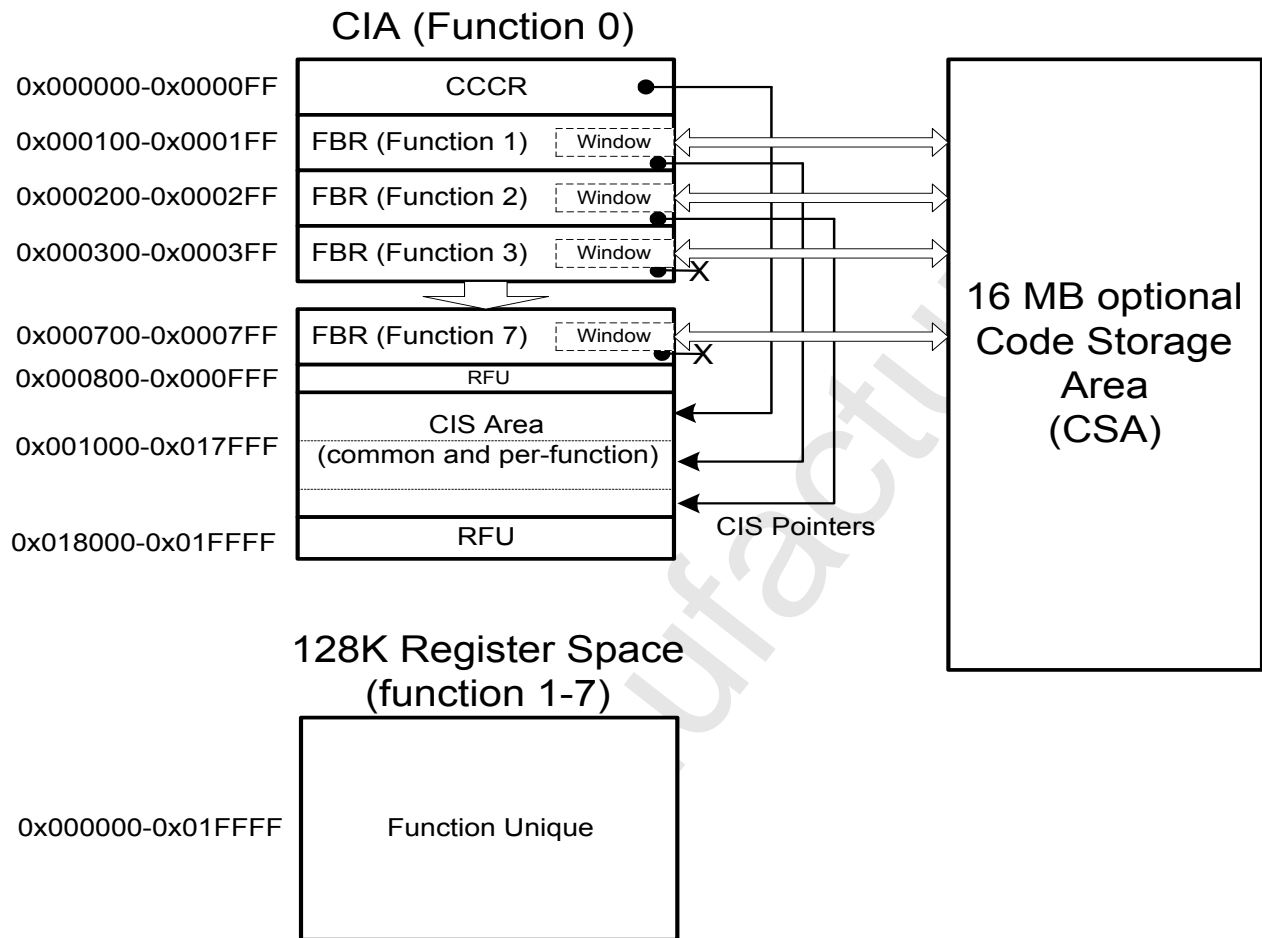 CIA (Function 0)
0x000000-0x0000FF CCCR
0x000100-0x0001FF FBR (Function 1) Window
0x000200-0x0002FF FBR (Function 2) Window
0x000300-0x0003FF FBR (Function 3) Window
X
0x000700-0x0007FF FBR (Function 7) Window
X
0x000800-0x000FFF RFU
0x001000-0x017FFF CIS Area
(common and per-function)
0x018000-0x01FFFF RFU
CIS Pointers
16 MB optional
Code Storage
Area
(CSA)
128K Register Space
(function 1-7)
0x000000-0x01FFFF Function Unique
ufactu